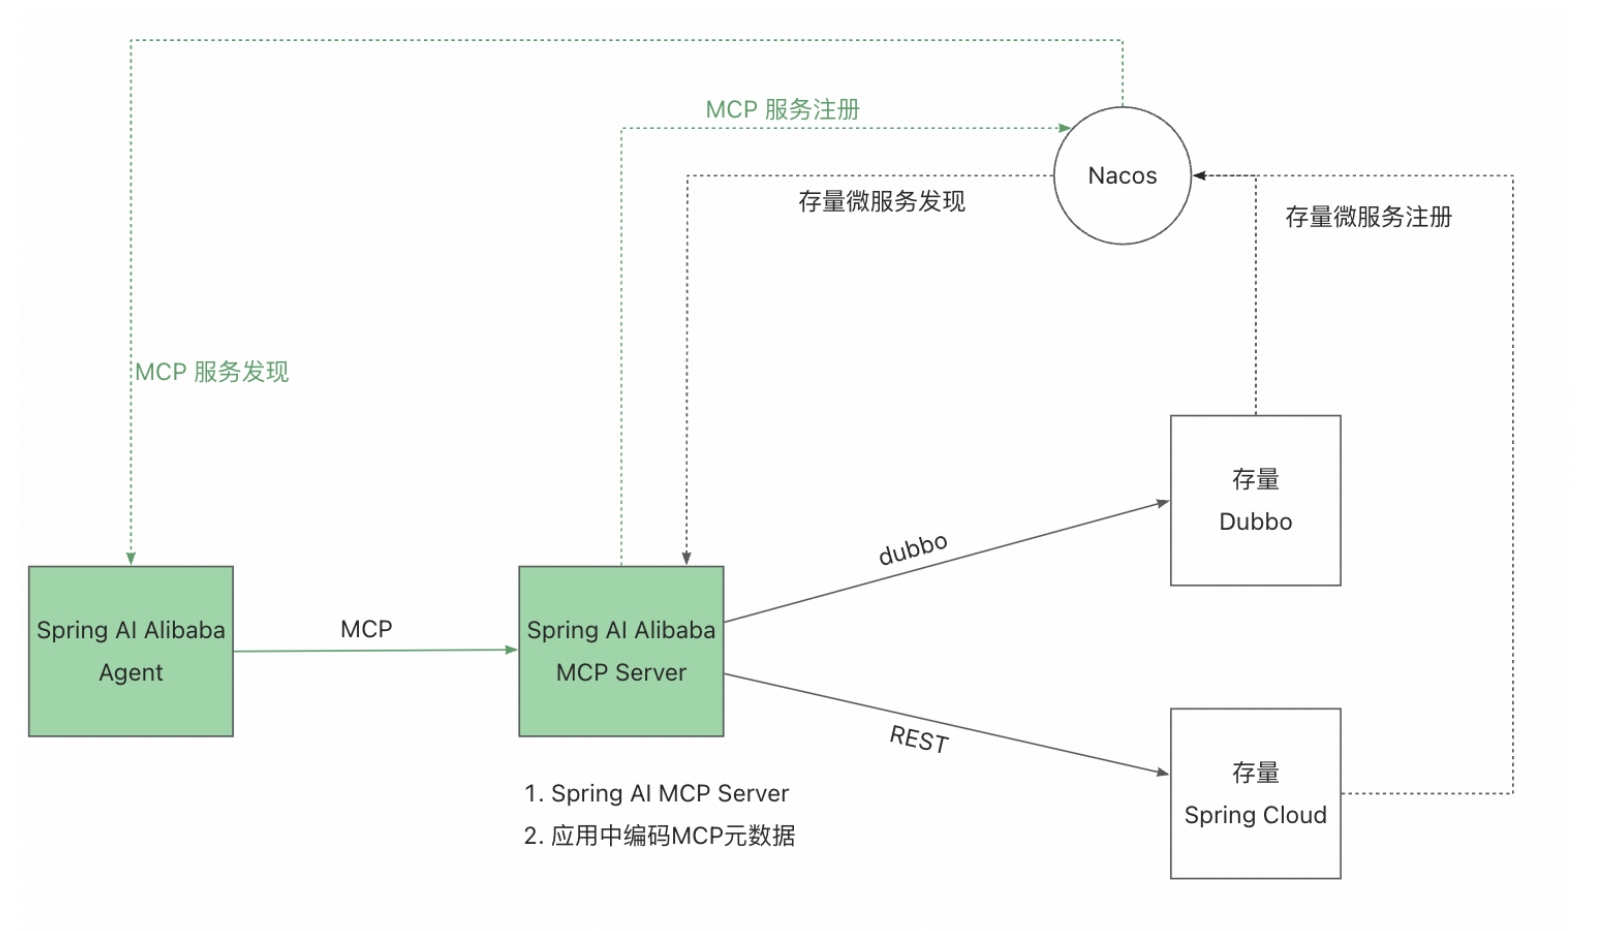 MCP 服务注册
Nacos
存量微服务发现
存量微服务注册
MCP 服务发现
存量
Dubbo
dubbo
Spring AI Alibaba
Agent
MCP
Spring AI Alibaba
MCP Server
REST
存量
Spring Cloud
1. Spring AI MCP Server
2. 应用中编码MCP元数据